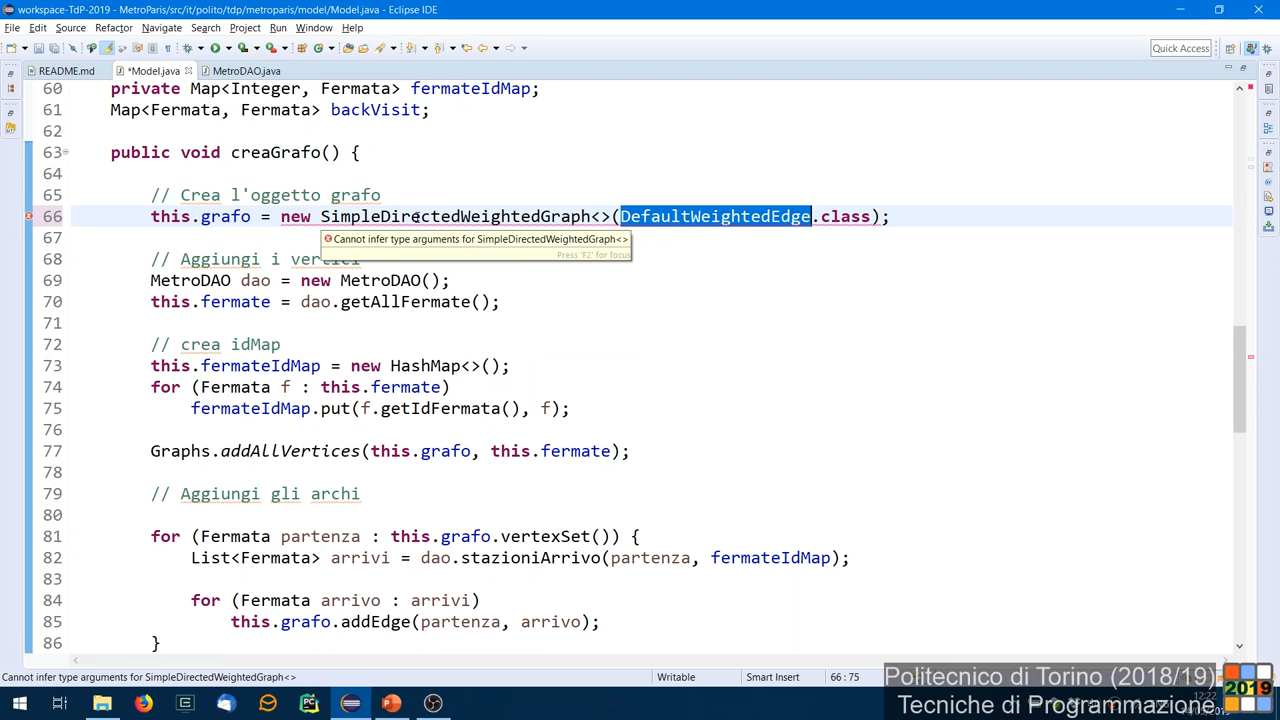 workspace-TdP-2019 - MetroParis/src/it/polito/tdp/metroparis/model/Model.java - Eclipse IDE
File Edit Source Refactor Navigate Search Project Run Window Help
Quick Access
README.md *Model.java MetroDAO.java
60 private Map<Integer, Fermata> fermateIdMap;
61 Map<Fermata, Fermata> backVisit;
62
63 public void creaGrafo() {
64
65 // Crea l'oggetto grafo
66 this.grafo = new SimpleDirectedWeightedGraph<>(DefaultWeightedEdge.class);
67
Cannot infer type arguments for SimpleDirectedWeightedGraph<>
Press 'F2' for focus
68 // Aggiungi i vertici
69 MetroDAO dao = new MetroDAO();
70 this.fermate = dao.getAllFermate();
71
72 // crea idMap
73 this.fermateIdMap = new HashMap<>();
74 for (Fermata f : this.fermate)
75 fermateIdMap.put(f.getIdFermata(), f);
76
77 Graphs.addAllVertices(this.grafo, this.fermate);
78
79 // Aggiungi gli archi
80
81 for (Fermata partenza : this.grafo.vertexSet()) {
82 List<Fermata> arrivi = dao.stazioniArrivo(partenza, fermateIdMap);
83
84 for (Fermata arrivo : arrivi)
85 this.grafo.addEdge(partenza, arrivo);
86 }
Cannot infer type arguments for SimpleDirectedWeightedGraph<> Writable Smart Insert 66 : 75
Politecnico di Torino (2018/19)
Tecniche di Programmazione
2019